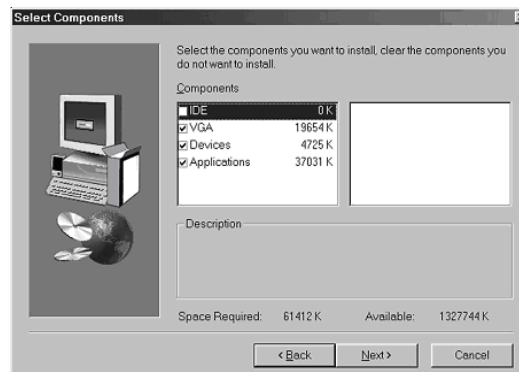 Select Components
Select the components you want to install, clear the components you
do not want to install.
Components
IDE 0 K
VGA 19654 K
Devices 4725 K
Applications 37031 K
Description
Space Required: 61412 K Available: 1327744 K
< Back Next > Cancel